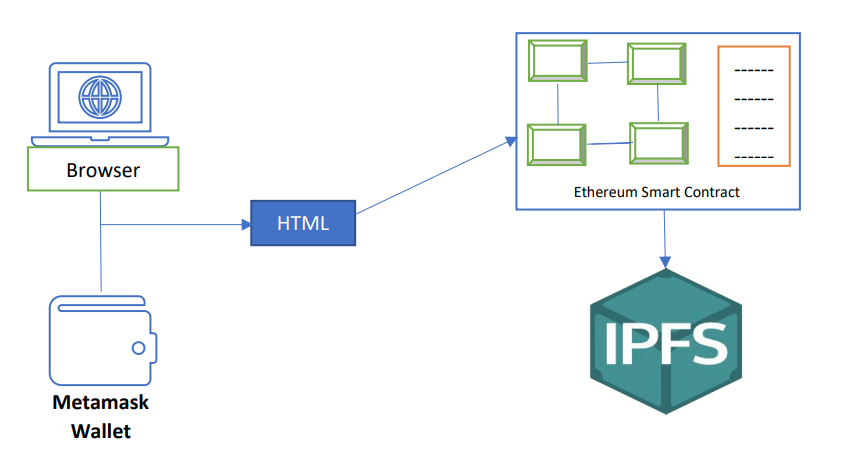 Browser
HTML
Metamask
Wallet
------
------
------
------
Ethereum Smart Contract
IPFS